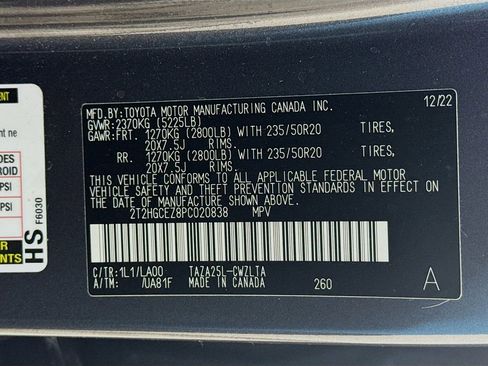 MFD.BY:TOYOTA MOTOR MANUFACTURING CANADA INC. 12/22
GVWR:2370KG (5225LB)
GAWR:FRT. 1270KG (2800LB) WITH 235/50R20 TIRES,
20X7.5J RIMS.
RR. 1270KG (2800LB) WITH 235/50R20 TIRES,
20X7.5J RIMS.
THIS VEHICLE CONFORMS TO ALL APPLICABLE FEDERAL MOTOR
VEHICLE SAFETY AND THEFT PREVENTION STANDARDS IN EFFECT
ON THE DATE OF MANUFACTURE SHOWN ABOVE.
2T2HGCEZ8PC020838 MPV
C/TR:1L1/LA00 TAZA25L-CWZLTA
A/TM: /UA81F MADE IN CANADA 260 A
ne
PSI
PSI
HS F6030